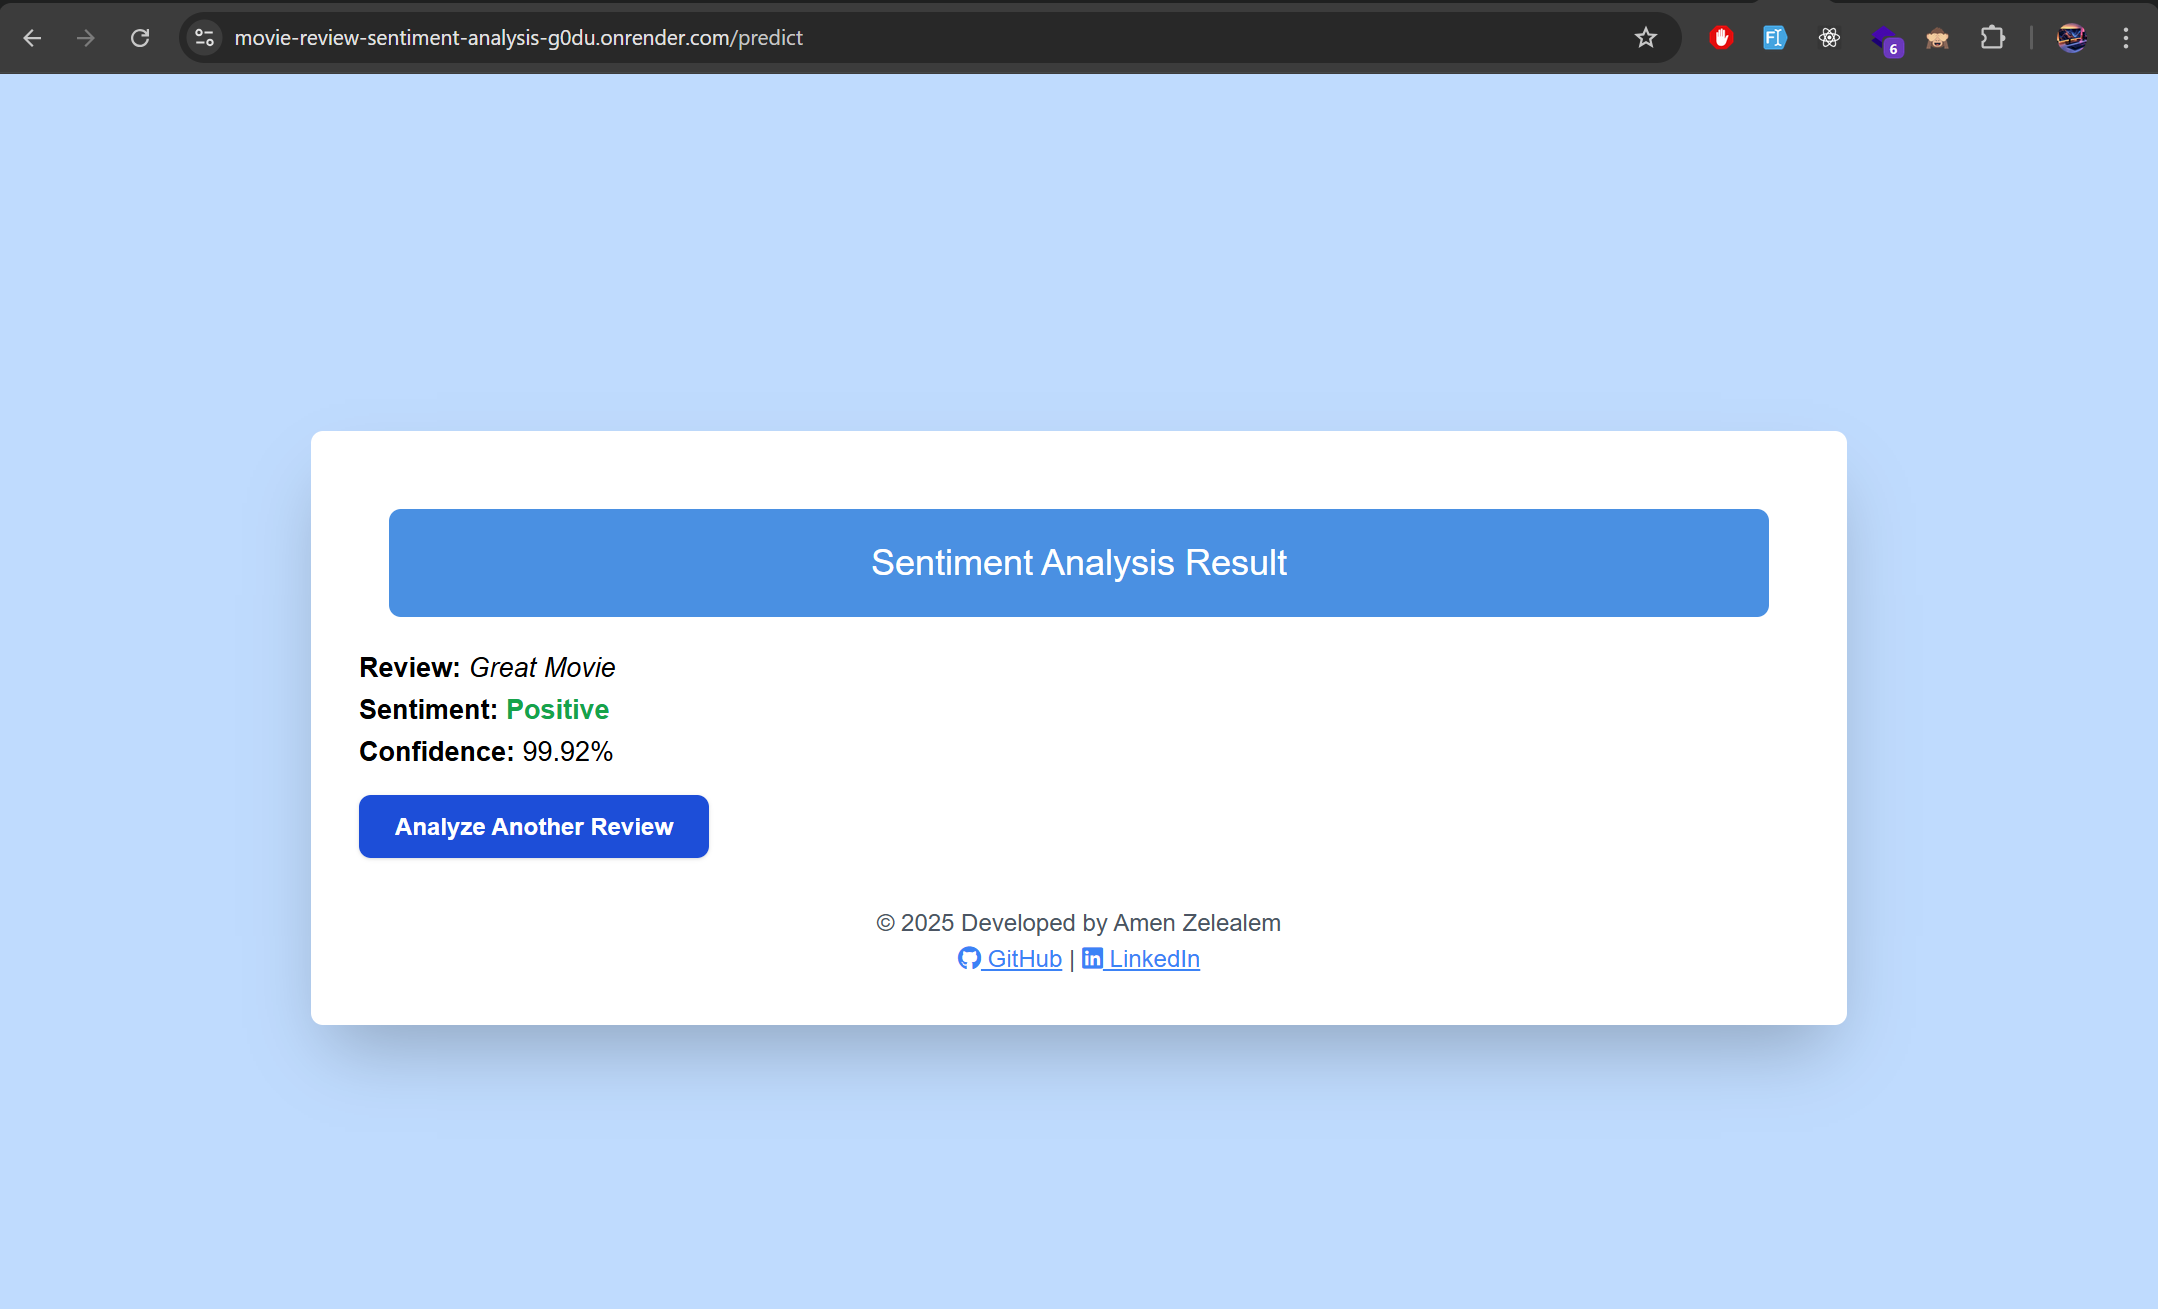 movie-review-sentiment-analysis-g0du.onrender.com/predict
6
Sentiment Analysis Result
Review: Great Movie
Sentiment: Positive
Confidence: 99.92%
Analyze Another Review
© 2025 Developed by Amen Zelealem
GitHub | LinkedIn